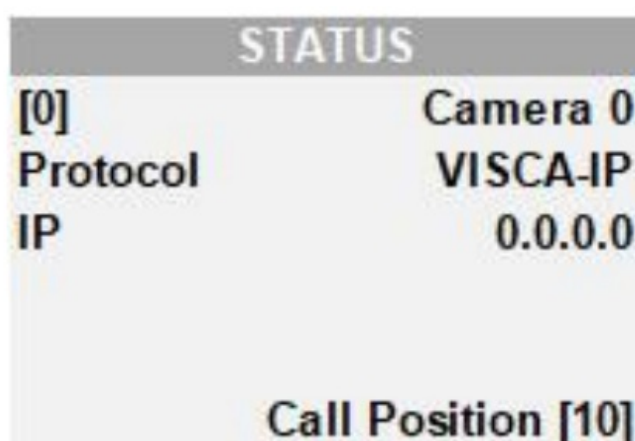 STATUS
[0] Camera 0
Protocol VISCA-IP
IP 0.0.0.0
Call Position [10]